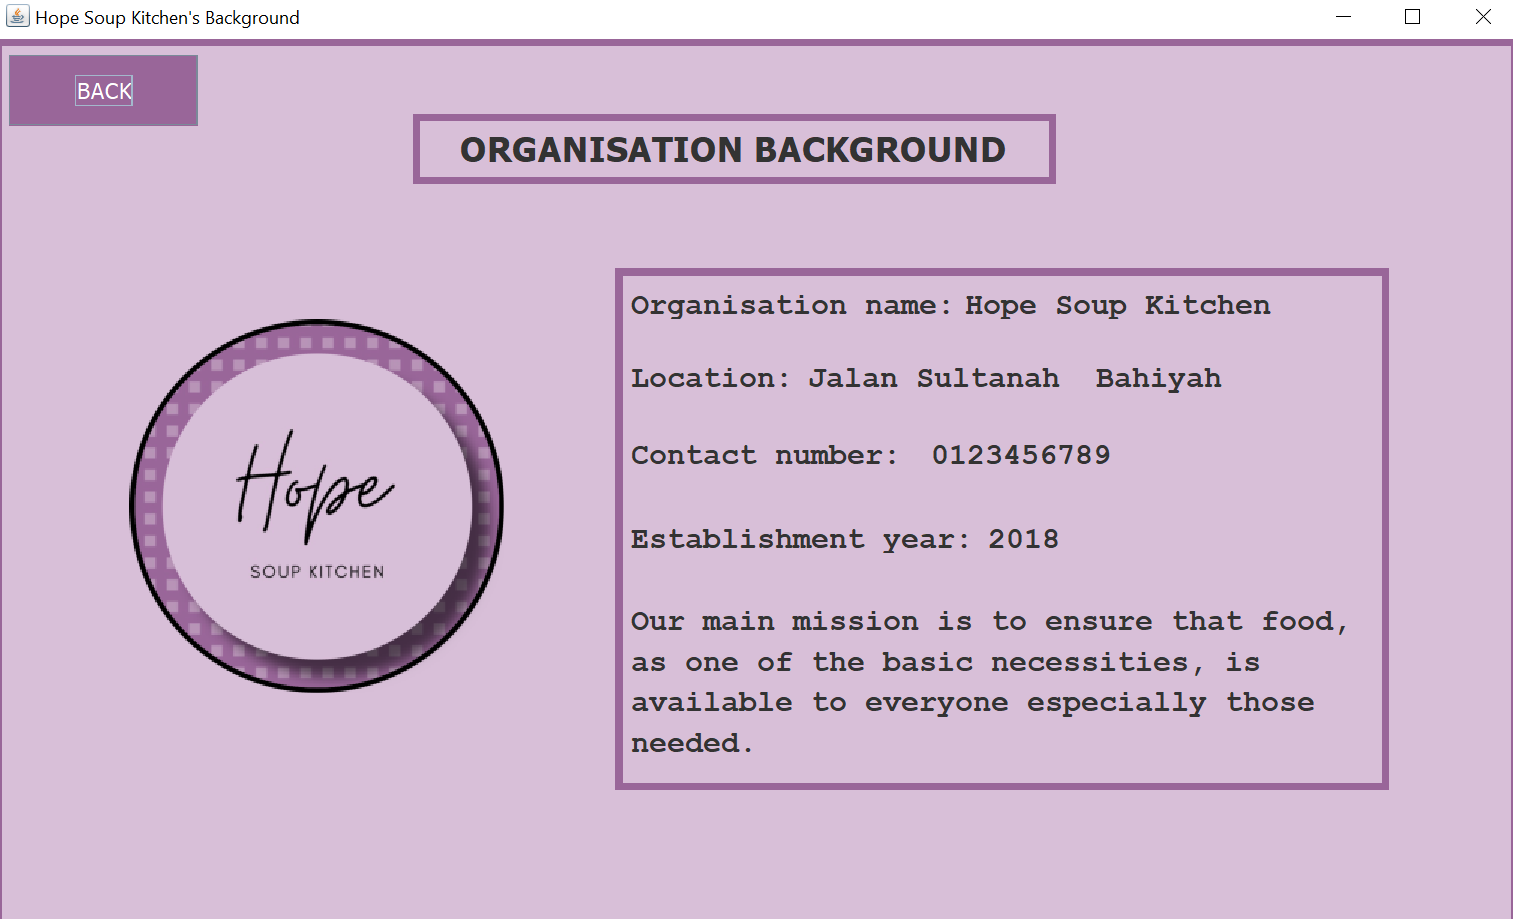 Hope Soup Kitchen's Background
BACK
ORGANISATION BACKGROUND
Hope
SOUP KITCHEN
Organisation name: Hope Soup Kitchen
Location: Jalan Sultanah Bahiyah
Contact number: 0123456789
Establishment year: 2018
Our main mission is to ensure that food,
as one of the basic necessities, is
available to everyone especially those
needed.